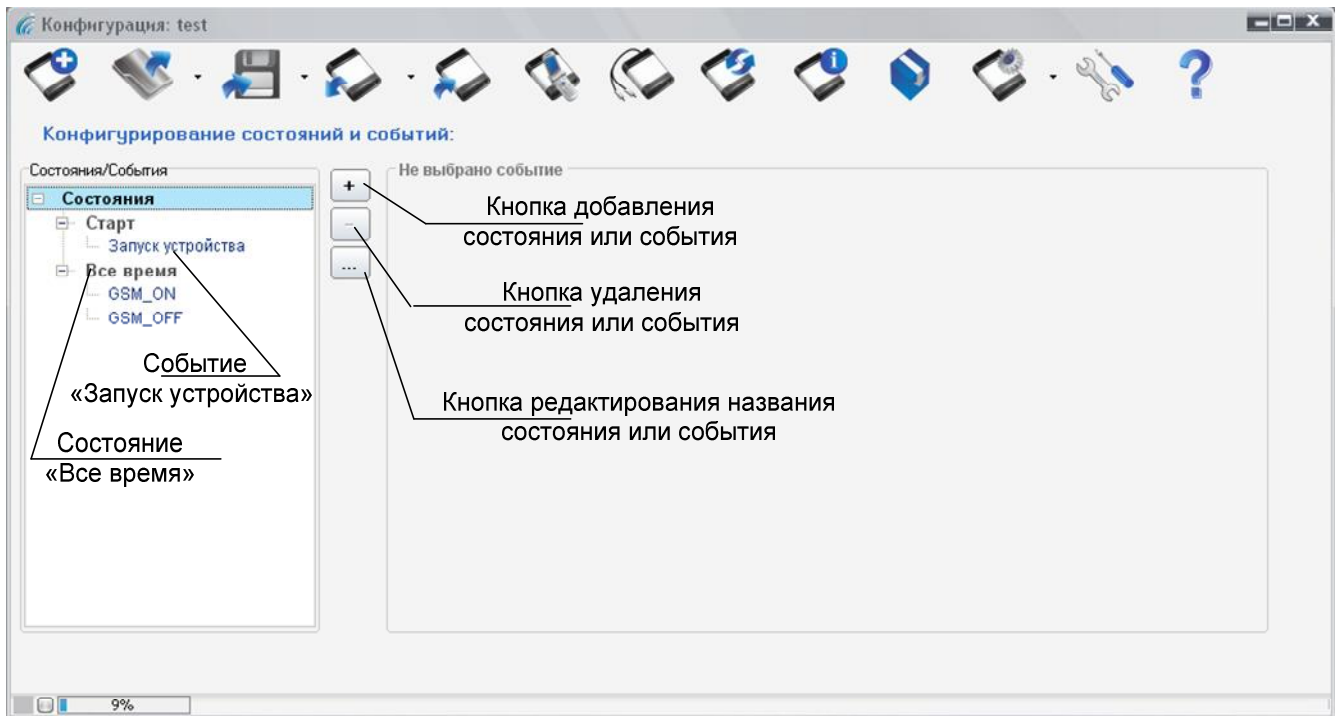 Конфигурация: test
Конфигурирование состояний и событий:
Состояния/События
Не выбрано событие
Состояния
Старт
Запуск устройства
Все время
GSM_ON
GSM_OFF
+
-
...
Кнопка добавления
состояния или события
Кнопка удаления
состояния или события
Кнопка редактирования названия
состояния или события
Событие
«Запуск устройства»
Состояние
«Все время»
9%